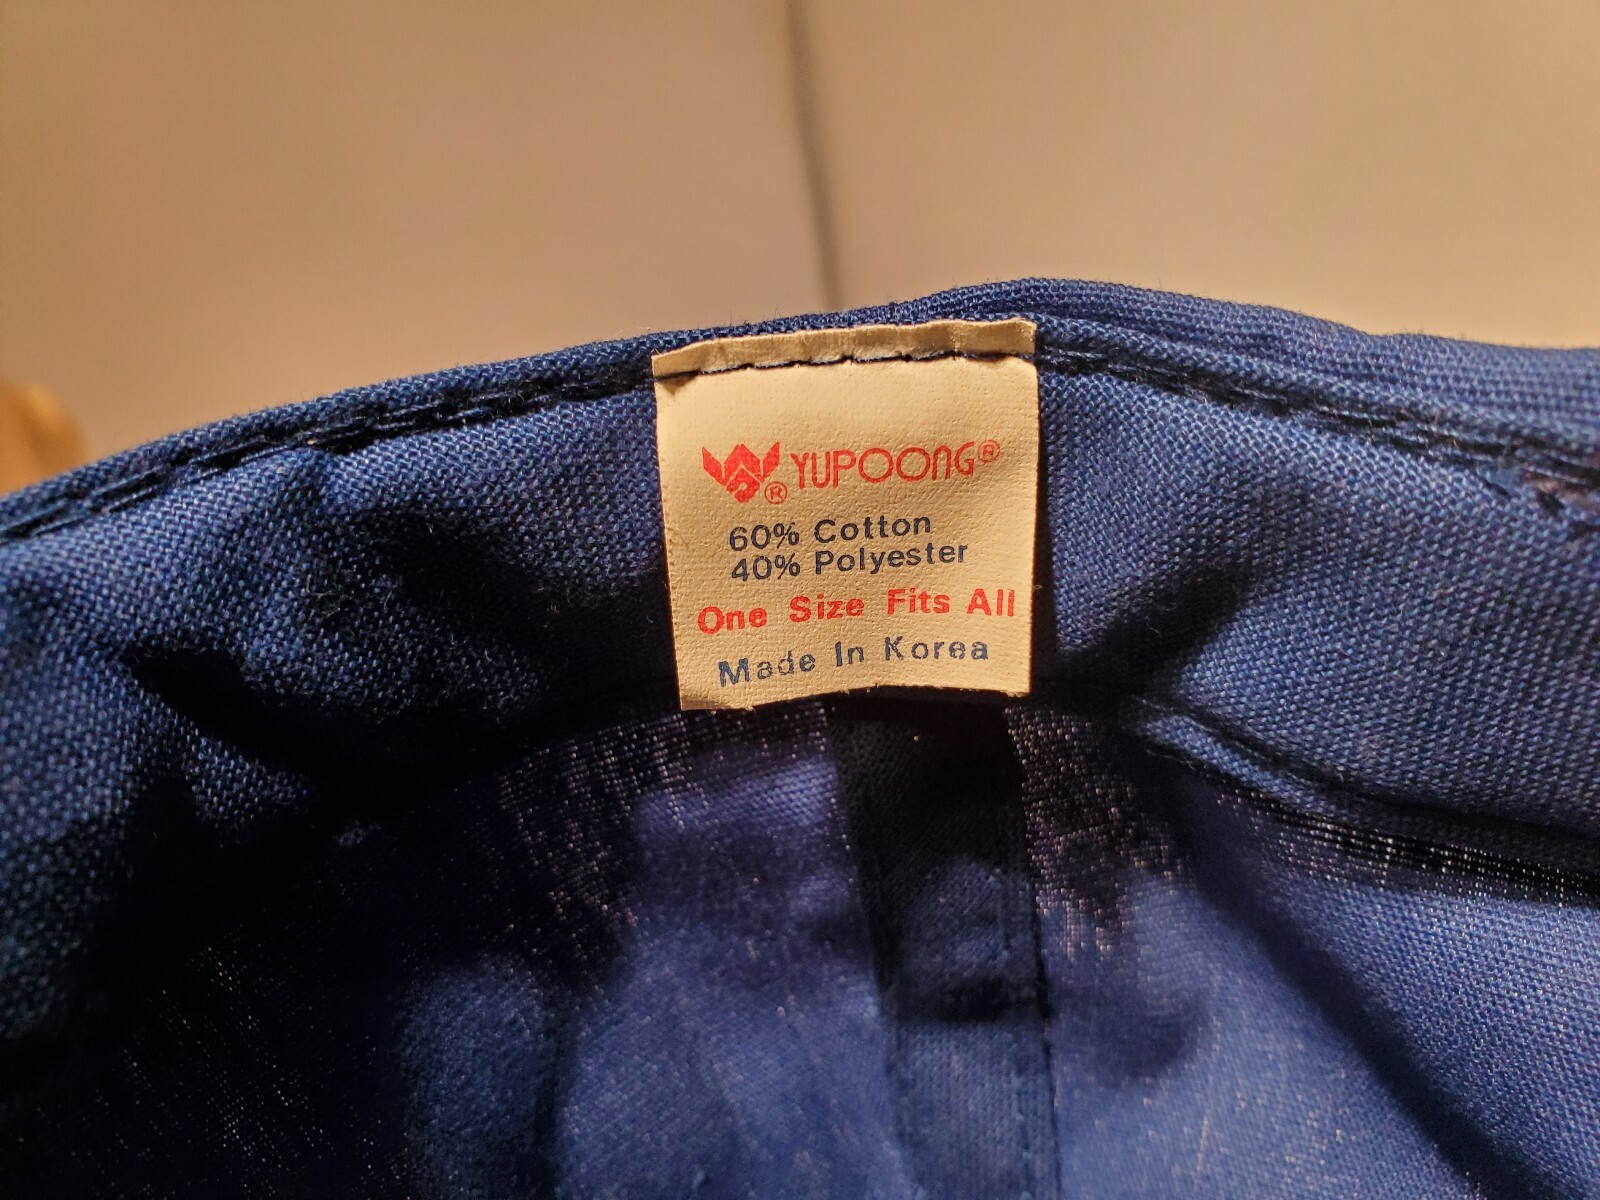 ® YUPOONG®
60% Cotton
40% Polyester
One Size Fits All
Made In Korea